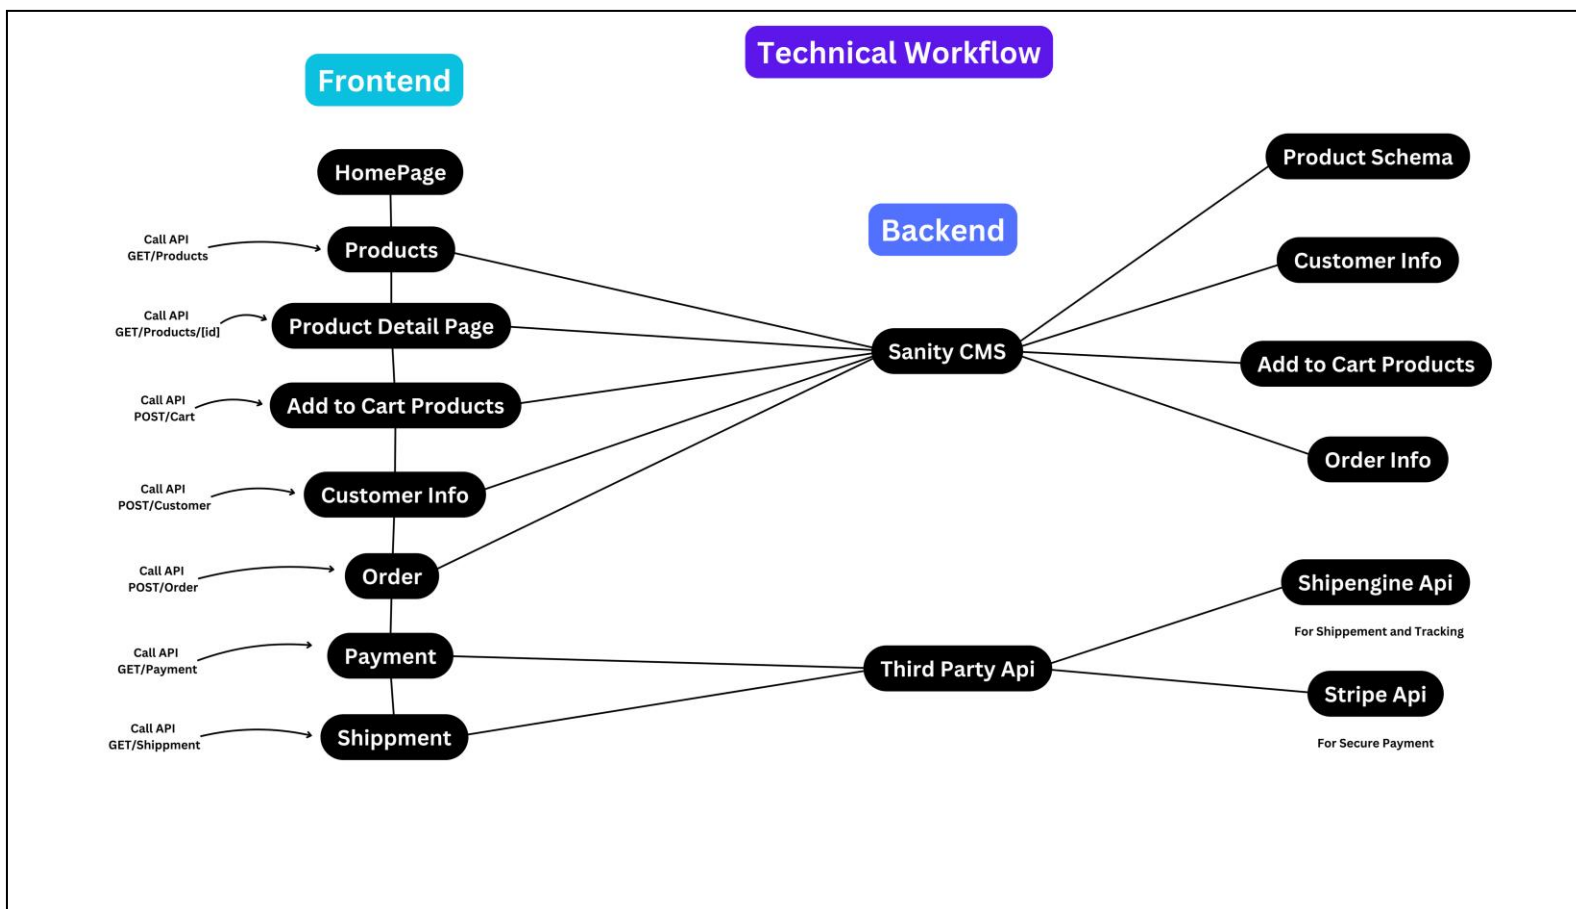 Technical Workflow
Frontend
HomePage
Call API
GET/Products
Products
Call API
GET/Products/[id]
Product Detail Page
Call API
POST/Cart
Add to Cart Products
Call API
POST/Customer
Customer Info
Call API
POST/Order
Order
Call API
GET/Payment
Payment
Call API
GET/Shippment
Shippment
Backend
Sanity CMS
Third Party Api
Product Schema
Customer Info
Add to Cart Products
Order Info
Shipengine Api
For Shippement and Tracking
Stripe Api
For Secure Payment